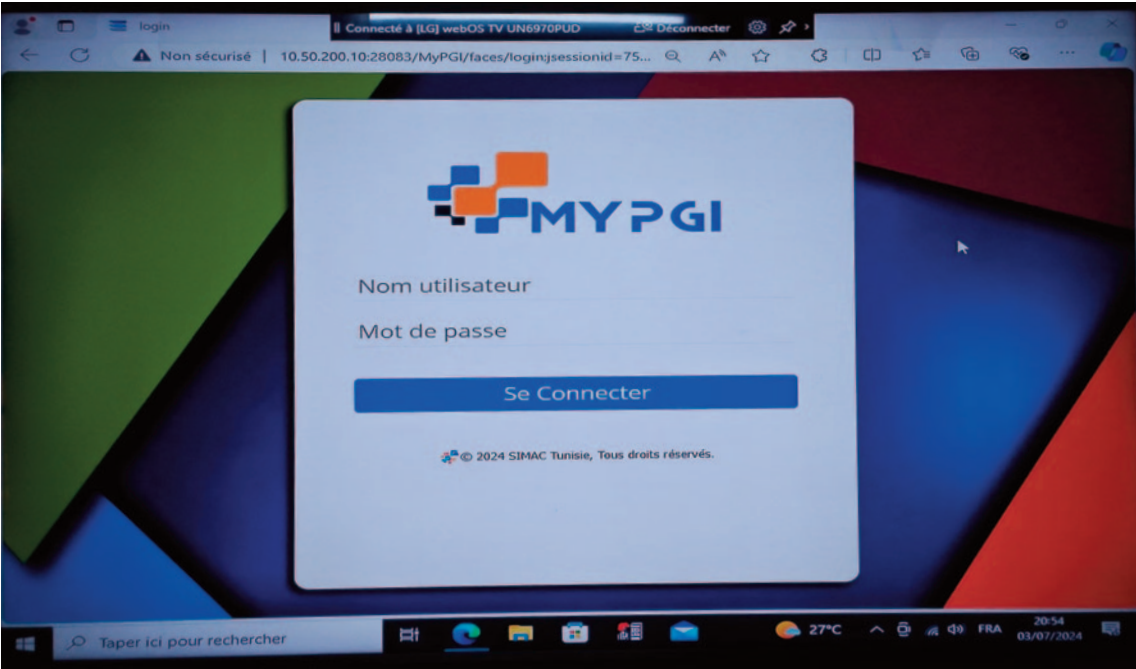 login
Connecté à [LG] webOS TV UN6970PUD Déconnecter
Non sécurisé | 10.50.200.10:28083/MyPGI/faces/login;jsessionid=75...
MYPGI
Nom utilisateur
Mot de passe
Se Connecter
© 2024 SIMAC Tunisie, Tous droits réservés.
Taper ici pour rechercher
27°C
FRA
20:54
03/07/2024